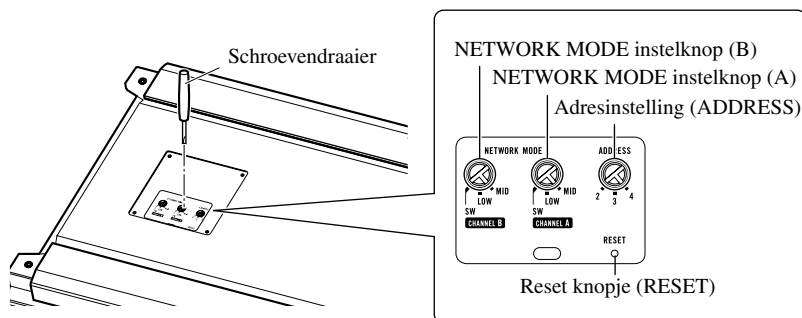 Schroevendraaier
NETWORK MODE instelknop (B)
NETWORK MODE instelknop (A)
Adresinstelling (ADDRESS)
NETWORK MODE
ADDRESS
MID
MID
LOW
LOW
2 3 4
SW
SW
CHANNEL B
CHANNEL A
RESET
Reset knopje (RESET)